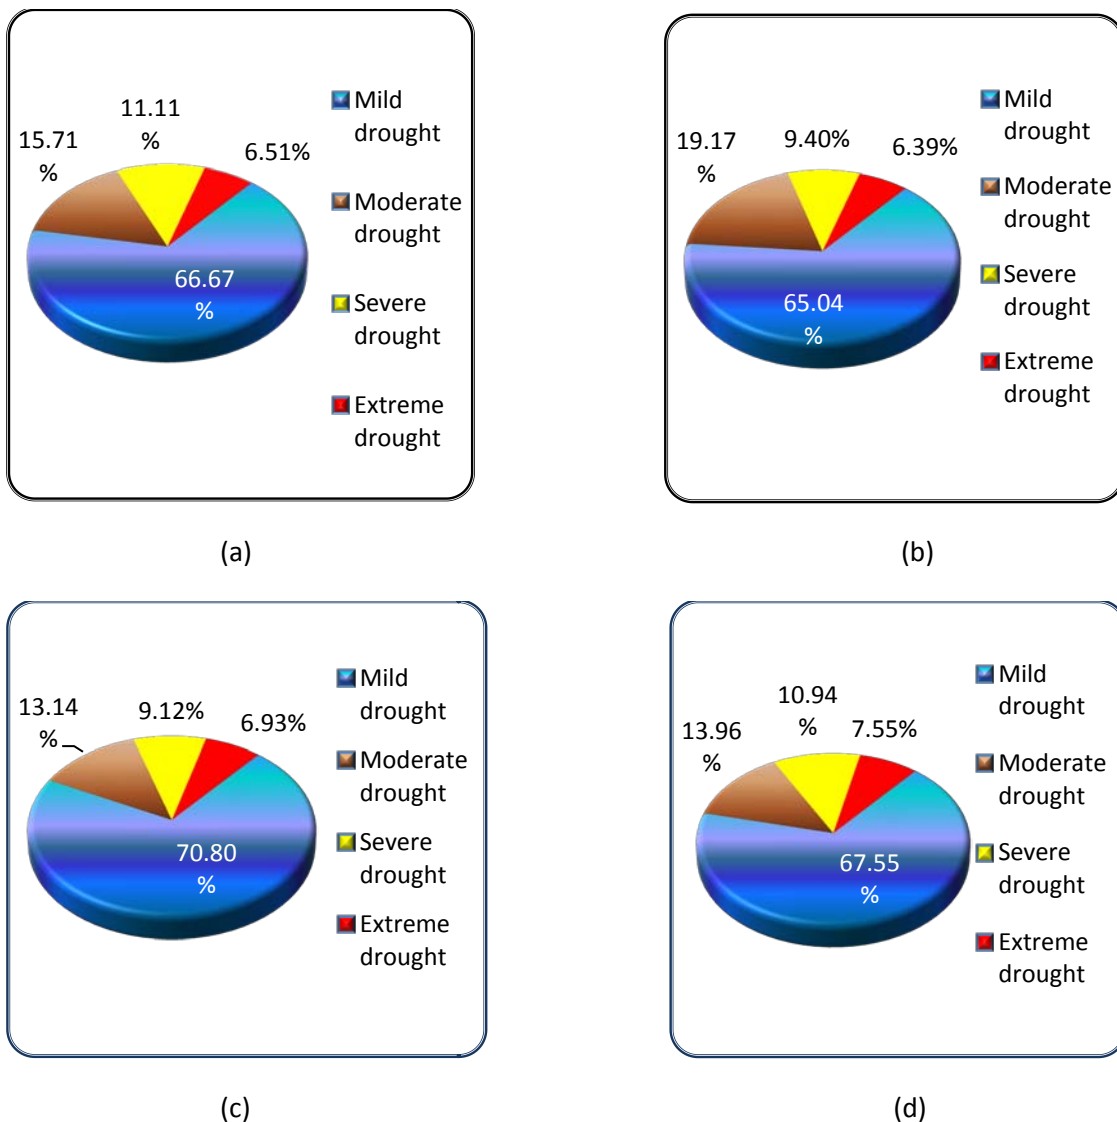 11.11
%
15.71
%
6.51%
66.67
%
Mild
drought
Moderate
drought
Severe
drought
Extreme
drought
(a)
19.17
%
9.40%
6.39%
65.04
%
Mild
drought
Moderate
drought
Severe
drought
Extreme
drought
(b)
13.14
%
9.12%
6.93%
70.80
%
Mild
drought
Moderate
drought
Severe
drought
Extreme
drought
(c)
13.96
%
10.94
%
7.55%
67.55
%
Mild
drought
Moderate
drought
Severe
drought
Extreme
drought
(d)